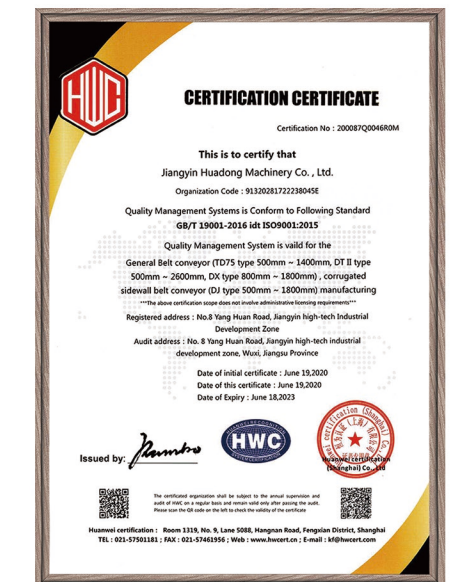 HWC
CERTIFICATION CERTIFICATE
Certification No : 200087Q0046R0M
This is to certify that
Jiangyin Huadong Machinery Co. , Ltd.
Organization Code : 91320281722238045E
Quality Management Systems is Conform to Following Standard
GB/T 19001-2016 idt ISO9001:2015
Quality Management System is vaild for the
General Belt conveyor (TD75 type 500mm ~ 1400mm, DT II type
500mm ~ 2600mm, DX type 800mm ~ 1800mm) , corrugated
sidewall belt conveyor (DJ type 500mm ~ 1800mm) manufacturing
***The above certification scope does not involve administrative licensing requirements***
Registered address : No.8 Yang Huan Road, Jiangyin high-tech Industrial
Development Zone
Audit address : No. 8 Yang Huan Road, Jiangyin high-tech industrial
development zone, Wuxi, Jiangsu Province
Date of initial certificate : June 19,2020
Date of this certificate : June 19,2020
Date of Expiry : June 18,2023
Issued by:
HWC
certification (Shanghai) Co.
Huanwei certification
(Shanghai) Co., Ltd
The certificated organization shall be subject to the annual supervision and
audit of HWC on a regular basis and remain valid only after passing the audit.
Please scan the QR code on the left to check the validity of the certificate
Huanwei certification : Room 1319, No. 9, Lane 5088, Hangnan Road, Fengxian District, Shanghai
TEL : 021-57501181 ; FAX : 021-57461956 ; Web : www.hwcert.cn ; E-mail : kf@hwcert.com